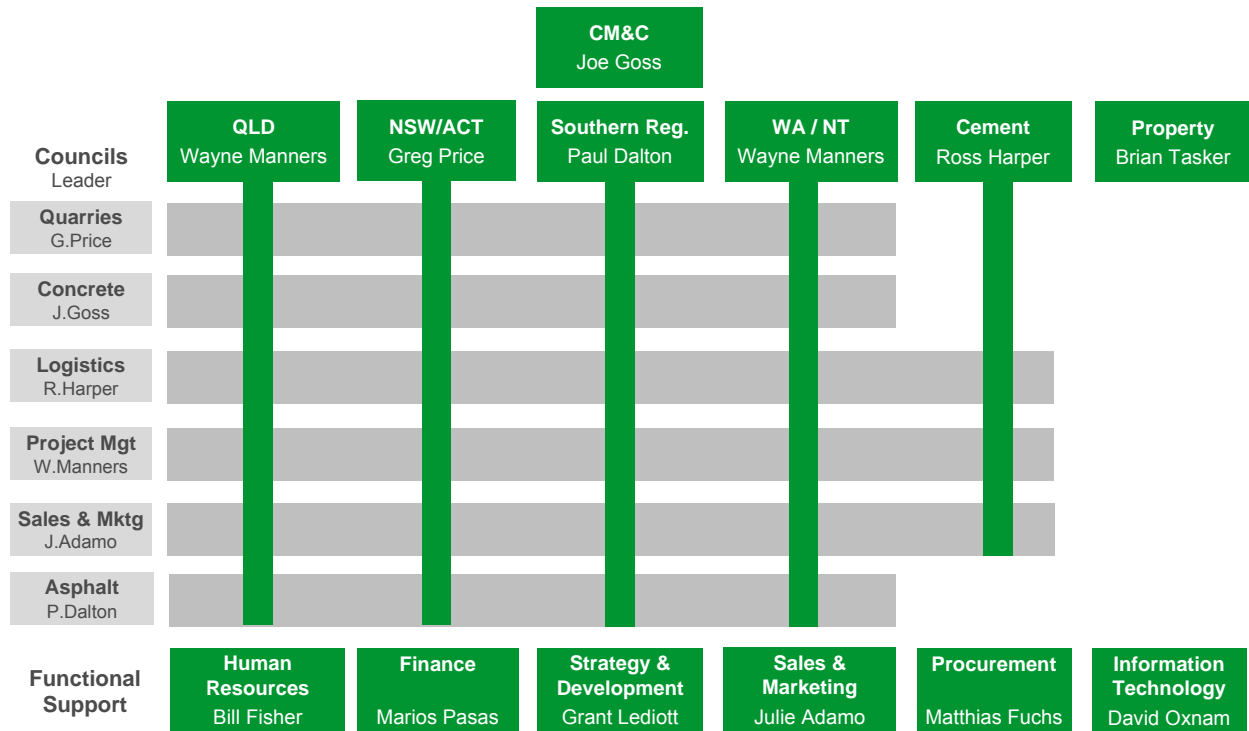 CM&C
Joe Goss
QLD
Wayne Manners
NSW/ACT
Greg Price
Southern Reg.
Paul Dalton
WA / NT
Wayne Manners
Cement
Ross Harper
Property
Brian Tasker
Councils
Leader
Quarries
G.Price
Concrete
J.Goss
Logistics
R.Harper
Project Mgt
W.Manners
Sales & Mktg
J.Adamo
Asphalt
P.Dalton
Functional
Support
Human
Resources
Bill Fisher
Finance
Marios Pasas
Strategy &
Development
Grant Lediott
Sales &
Marketing
Julie Adamo
Procurement
Matthias Fuchs
Information
Technology
David Oxnam